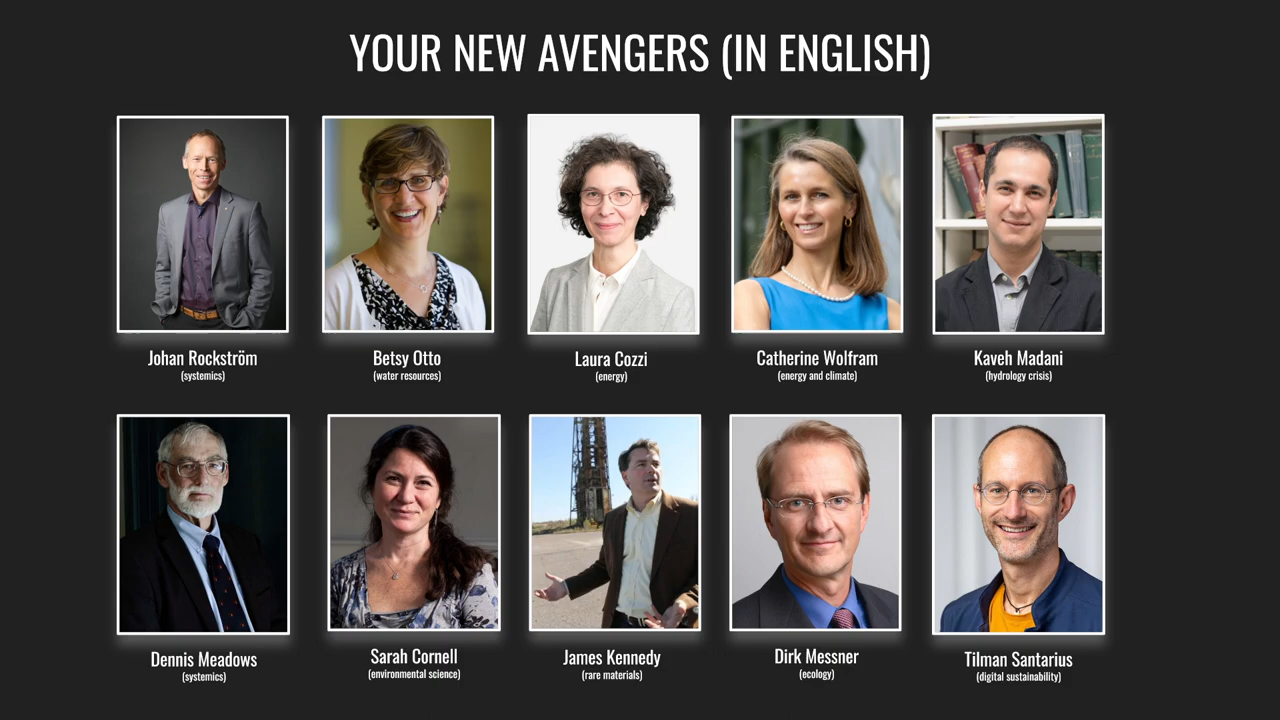 YOUR NEW AVENGERS (IN ENGLISH)
Johan Rockström
(systemics)
Betsy Otto
(water resources)
Laura Cozzi
(energy)
Catherine Wolfram
(energy and climate)
Kaveh Madani
(hydrology crisis)
Dennis Meadows
(systemics)
Sarah Cornell
(environmental science)
James Kennedy
(rare materials)
Dirk Messner
(ecology)
Tilman Santarius
(digital sustainability)